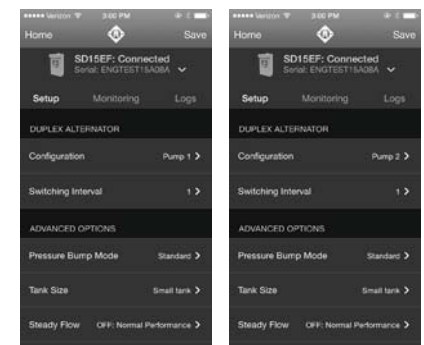 Verizon 3:00 PM
Home Save
SD15EF: Connected
Serial: ENGTEST15A08A
Setup Monitoring Logs
DUPLEX ALTERNATOR
Configuration Pump 1 >
Switching Interval 1 >
ADVANCED OPTIONS
Pressure Bump Mode Standard >
Tank Size Small tank >
Steady Flow OFF: Normal Performance >
Verizon 3:00 PM
Home Save
SD15EF: Connected
Serial: ENGTEST15A08A
Setup Monitoring Logs
DUPLEX ALTERNATOR
Configuration Pump 2 >
Switching Interval 1 >
ADVANCED OPTIONS
Pressure Bump Mode Standard >
Tank Size Small tank >
Steady Flow OFF: Normal Performance >